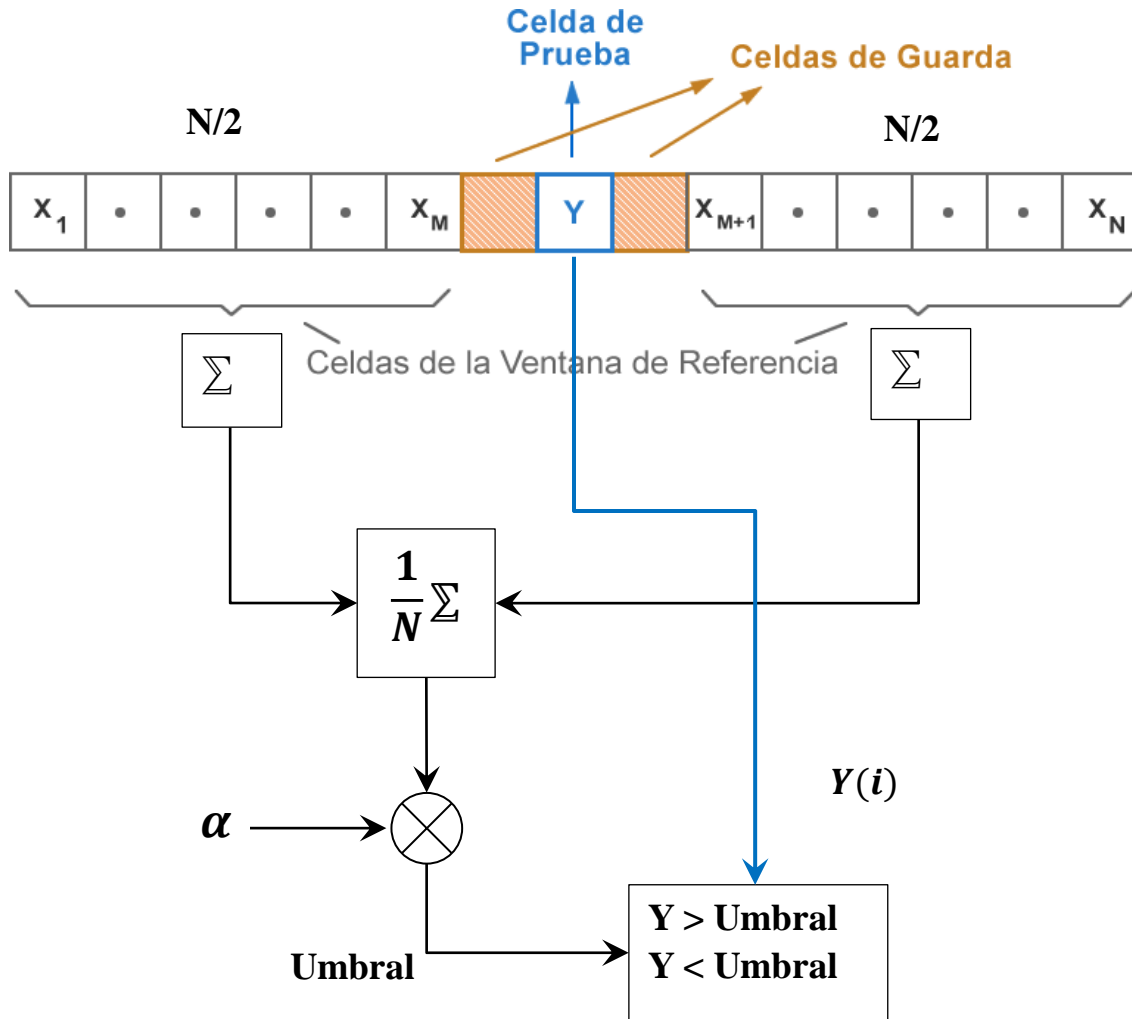 Celda de
Prueba
Celdas de Guarda
N/2
N/2
X1 • • • • XM Y XM+1 • • • • XN
∑ ∑
Celdas de la Ventana de Referencia
1/N ∑
Y(i)
α
Y > Umbral
Y < Umbral
Umbral